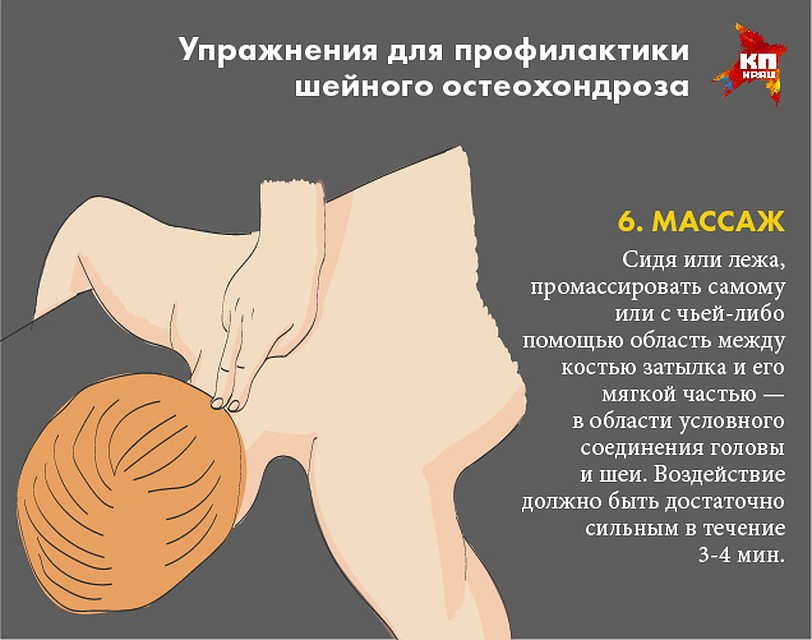 Упражнения для профилактики
шейного остеохондроза
КП
KP.RU
6. МАССАЖ
Сидя или лежа,
промассировать самому
или с чьей-либо
помощью область между
костью затылка и его
мягкой частью —
в области условного
соединения головы
и шеи. Воздействие
должно быть достаточно
сильным в течение
3-4 мин.